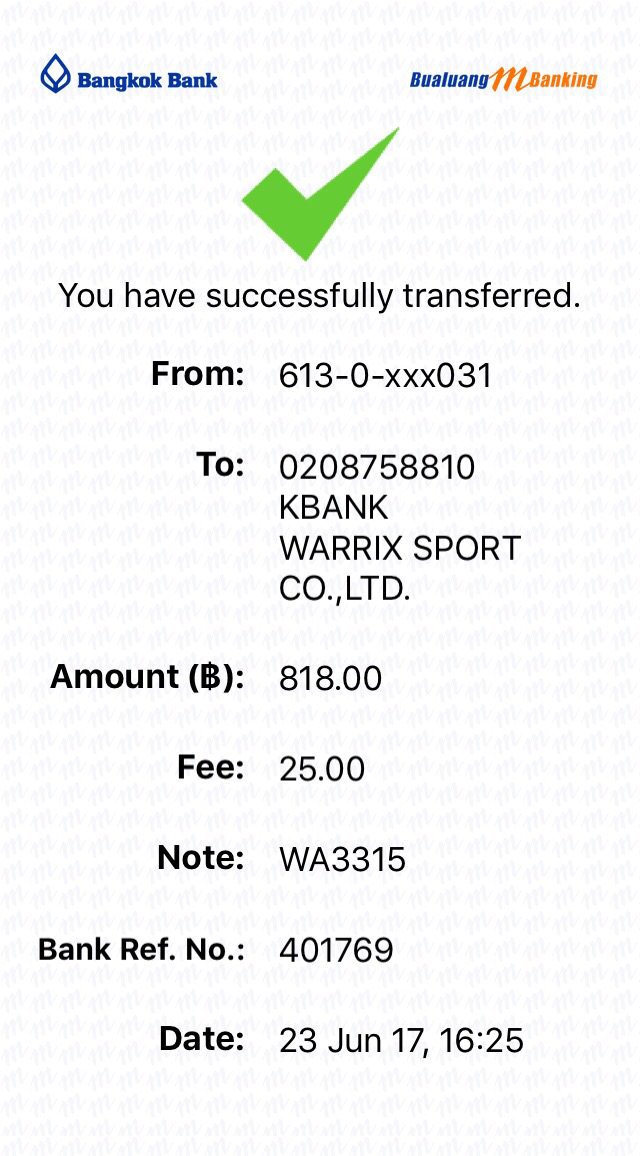 Bangkok Bank
Bualuang mBanking
You have successfully transferred.
From: 613-0-xxx031
To: 0208758810
KBANK
WARRIX SPORT
CO.,LTD.
Amount (฿): 818.00
Fee: 25.00
Note: WA3315
Bank Ref. No.: 401769
Date: 23 Jun 17, 16:25